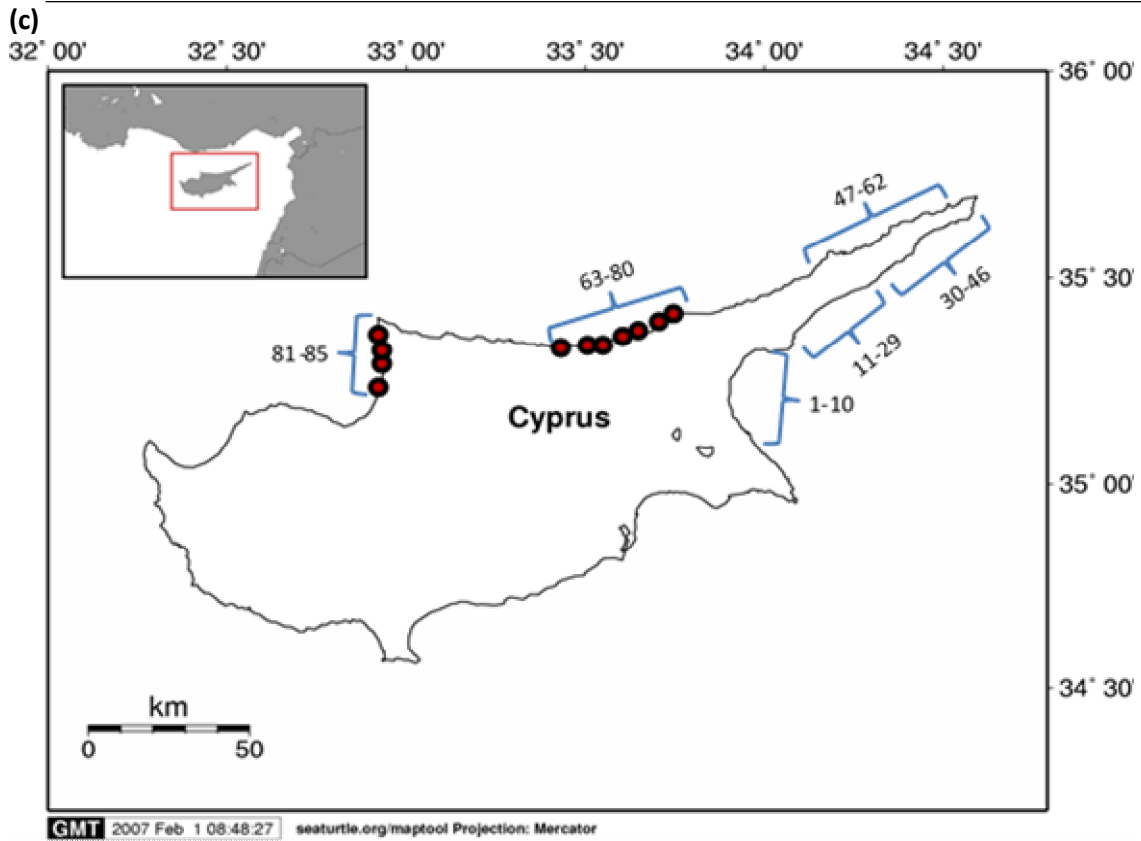 (c)
32° 00' 32° 30' 33° 00' 33° 30' 34° 00' 34° 30'
36° 00'
47-62
63-80
35° 30'
30-46
81-85
11-29
1-10
Cyprus
35° 00'
34° 30'
km
0 50
GMT 2007 Feb 1 08:48:27 seaturtle.org/maptool Projection: Mercator